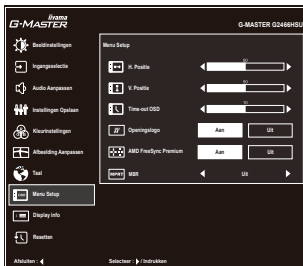 iiyama
G-MASTER
G-MASTER G2466HSU
Beeldinstellingen
Ingangsselectie
Audio Aanpassen
Instellingen Opslaan
Kleurinstellingen
Afbeelding Aanpassen
Taal
Menu Setup
Display Info
Resetten
Menu Setup
H. Positie
50
V. Positie
50
Time-out OSD
Openingslogo Aan Uit
AMD FreeSync Premium Aan Uit
MBR Uit
Afsluiten :
Selecteer : / Indrukken